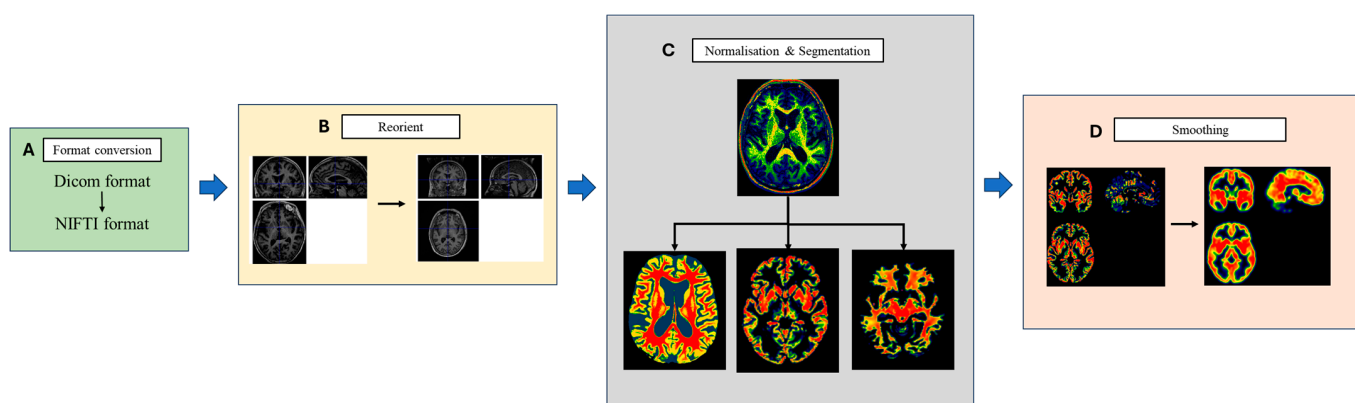 A
Format conversion
Dicom format
NIFTI format
B
Reorient
C
Normalisation & Segmentation
D
Smoothing